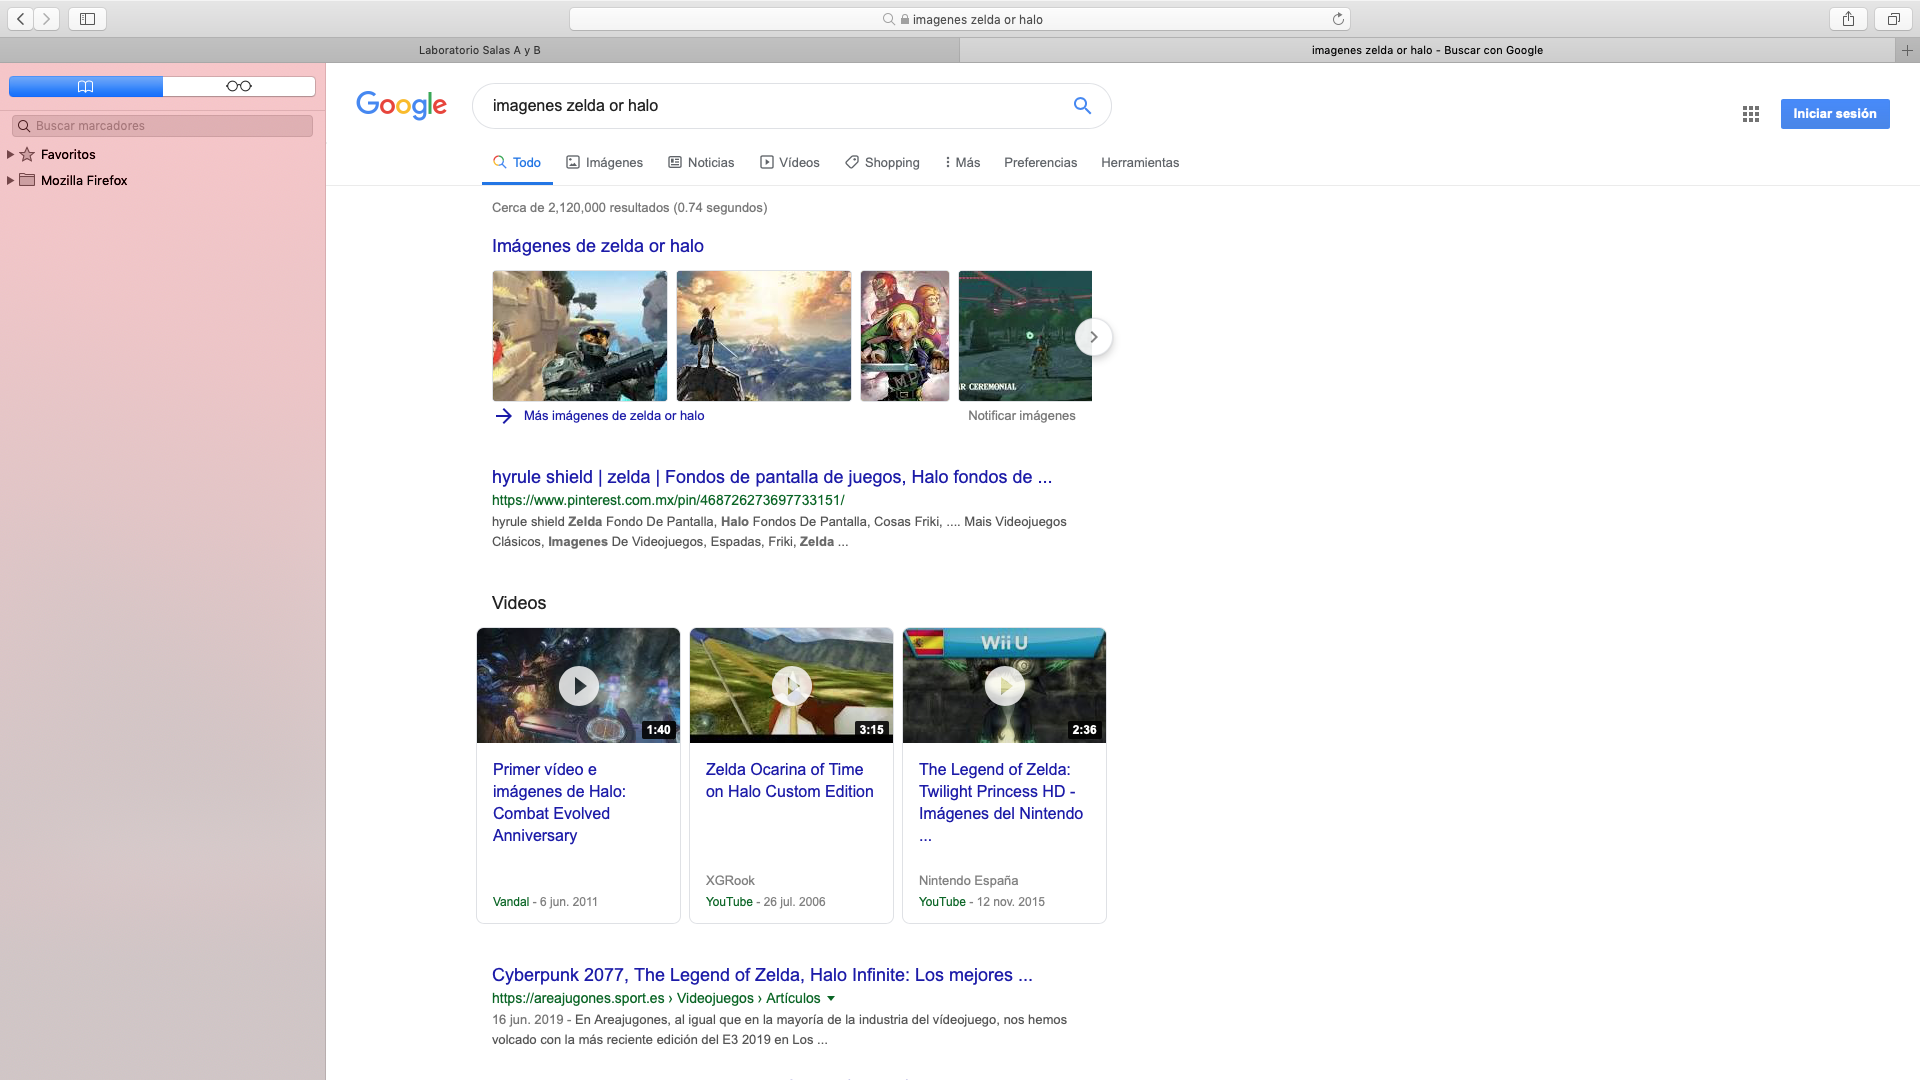 imagenes zelda or halo
Laboratorio Salas A y B
imagenes zelda or halo - Buscar con Google
Buscar marcadores
Favoritos
Mozilla Firefox
Google
imagenes zelda or halo
Iniciar sesión
Todo
Imágenes
Noticias
Vídeos
Shopping
Más
Preferencias
Herramientas
Cerca de 2,120,000 resultados (0.74 segundos)
Imágenes de zelda or halo
AR CEREMONIAL
Más imágenes de zelda or halo
Notificar imágenes
hyrule shield | zelda | Fondos de pantalla de juegos, Halo fondos de ...
https://www.pinterest.com.mx/pin/468726273697733151/
hyrule shield Zelda Fondo De Pantalla, Halo Fondos De Pantalla, Cosas Friki, .... Mais Videojuegos
Clásicos, Imagenes De Videojuegos, Espadas, Friki, Zelda ...
Videos
1:40
Primer vídeo e
imágenes de Halo:
Combat Evolved
Anniversary
Vandal - 6 jun. 2011
3:15
Zelda Ocarina of Time
on Halo Custom Edition
XGRook
YouTube - 26 jul. 2006
Wii U
2:36
The Legend of Zelda:
Twilight Princess HD -
Imágenes del Nintendo
...
Nintendo España
YouTube - 12 nov. 2015
Cyberpunk 2077, The Legend of Zelda, Halo Infinite: Los mejores ...
https://areajugones.sport.es › Videojuegos › Artículos
16 jun. 2019 - En Areajugones, al igual que en la mayoría de la industria del vídeojuego, nos hemos
volcado con la más reciente edición del E3 2019 en Los ...